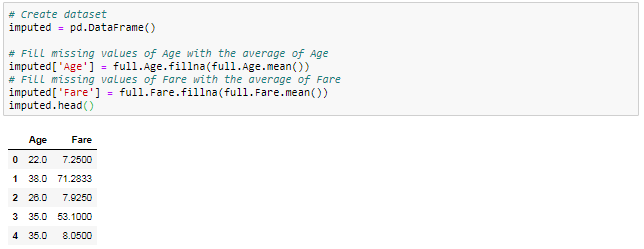 # Create dataset
imputed = pd.DataFrame()
# Fill missing values of Age with the average of Age
imputed['Age'] = full.Age.fillna(full.Age.mean())
# Fill missing values of Fare with the average of Fare
imputed['Fare'] = full.Fare.fillna(full.Fare.mean())
imputed.head()
Age Fare
0 22.0 7.2500
1 38.0 71.2833
2 26.0 7.9250
3 35.0 53.1000
4 35.0 8.0500